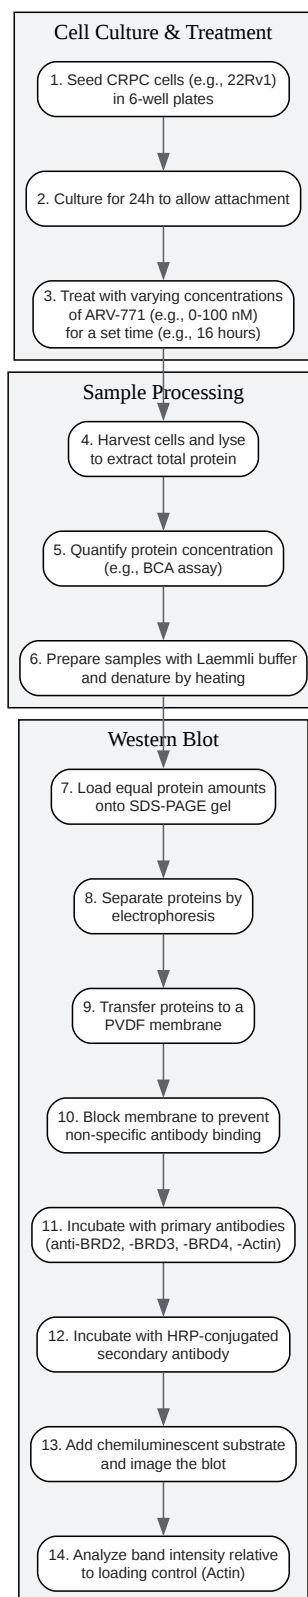 Cell Culture & Treatment
1. Seed CRPC cells (e.g., 22Rv1)
in 6-well plates
2. Culture for 24h to allow attachment
3. Treat with varying concentrations
of ARV-771 (e.g., 0-100 nM)
for a set time (e.g., 16 hours)
Sample Processing
4. Harvest cells and lyse
to extract total protein
5. Quantify protein concentration
(e.g., BCA assay)
6. Prepare samples with Laemmli buffer
and denature by heating
Western Blot
7. Load equal protein amounts
onto SDS-PAGE gel
8. Separate proteins by
electrophoresis
9. Transfer proteins to a
PVDF membrane
10. Block membrane to prevent
non-specific antibody binding
11. Incubate with primary antibodies
(anti-BRD2, -BRD3, -BRD4, -Actin)
12. Incubate with HRP-conjugated
secondary antibody
13. Add chemiluminescent substrate
and image the blot
14. Analyze band intensity relative
to loading control (Actin)